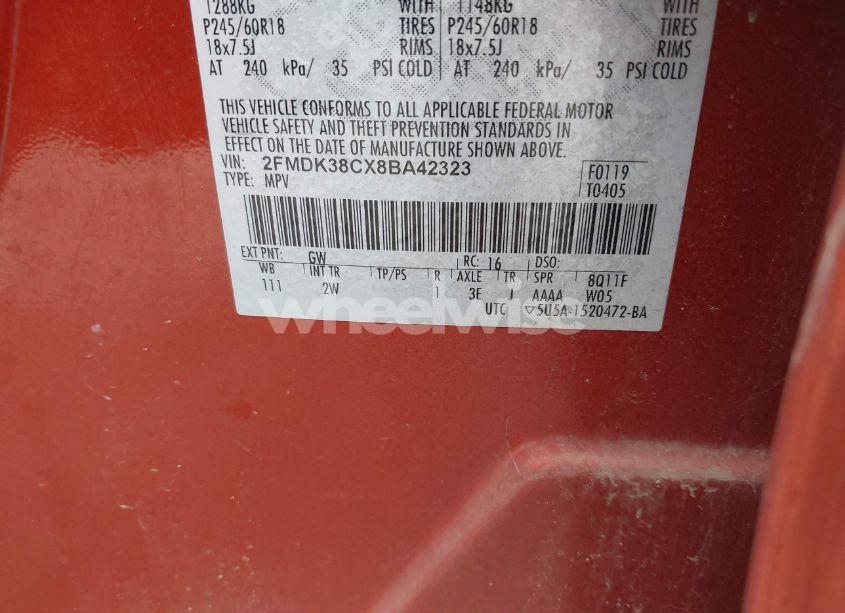 1288KG WITH 1148KG WITH
P245/60R18 TIRES P245/60R18 TIRES
18x7.5J RIMS 18x7.5J RIMS
AT 240 kPa/ 35 PSI COLD AT 240 kPa/ 35 PSI COLD
THIS VEHICLE CONFORMS TO ALL APPLICABLE FEDERAL MOTOR
VEHICLE SAFETY AND THEFT PREVENTION STANDARDS IN
EFFECT ON THE DATE OF MANUFACTURE SHOWN ABOVE.
VIN: 2FMDK38CX8BA42323 F0119
TYPE: MPV T0405
EXT PNT: GW RC: 16 DSO:
WB INT TR TP/PS R AXLE TR SPR 8Q11F
111 2W 1 3E J AAAA W05
UTC ▽5U5A-1520472-BA
wheelwise